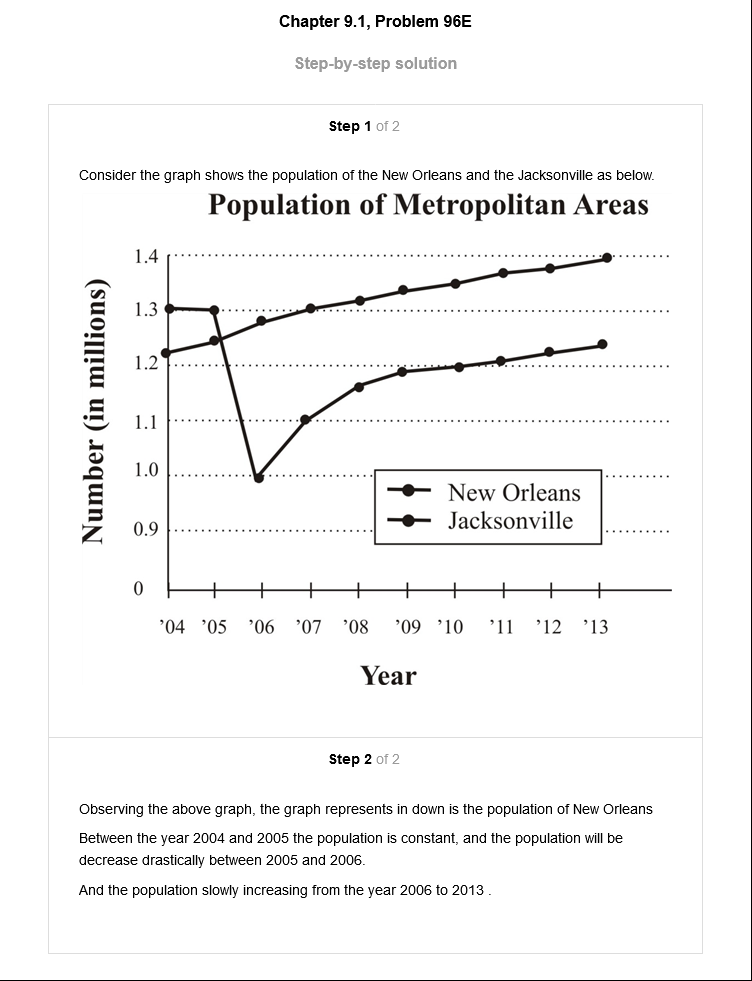 Chapter 9.1, Problem 96E
Step-by-step solution
Step 1 of 2
Consider the graph shows the population of the New Orleans and the Jacksonville as below.
Population of Metropolitan Areas
Number (in millions)
1.4
1.3
1.2
1.1
1.0
0.9
0
New Orleans
Jacksonville
’04 ’05 ’06 ’07 ’08 ’09 ’10 ’11 ’12 ’13
Year
Step 2 of 2
Observing the above graph, the graph represents in down is the population of New Orleans
Between the year 2004 and 2005 the population is constant, and the population will be
decrease drastically between 2005 and 2006.
And the population slowly increasing from the year 2006 to 2013 .